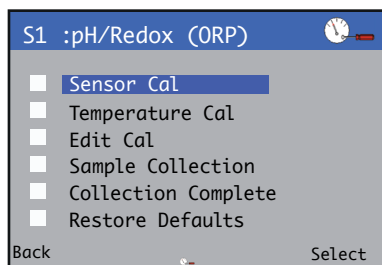 S1 :pH/Redox (ORP)
Sensor Cal
Temperature Cal
Edit Cal
Sample Collection
Collection Complete
Restore Defaults
Back Select